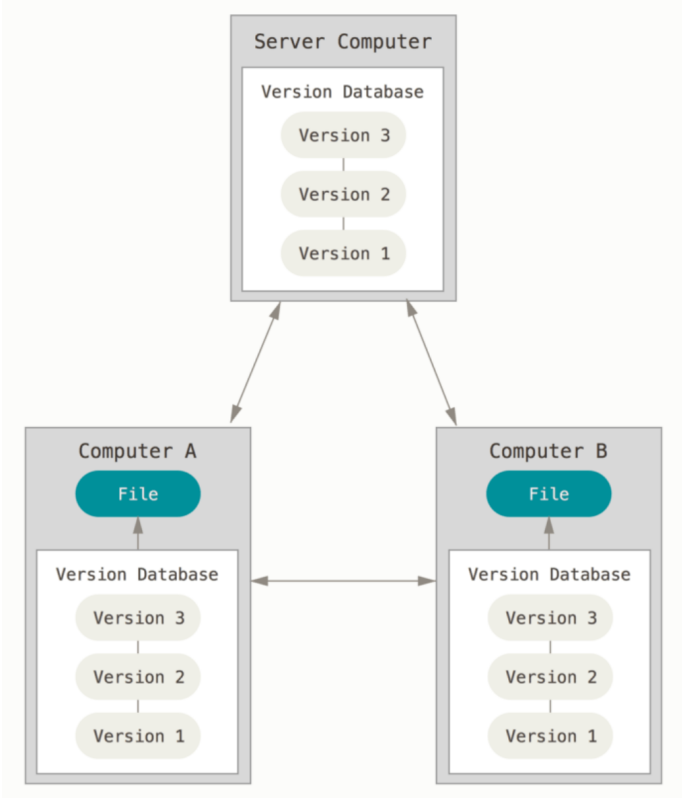 Server Computer
Version Database
Version 3
Version 2
Version 1
Computer A
File
Version Database
Version 3
Version 2
Version 1
Computer B
File
Version Database
Version 3
Version 2
Version 1